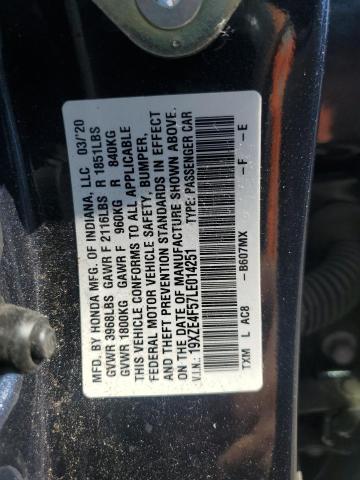 MFD. BY HONDA MFG. OF INDIANA, LLC 03/'20
GVWR 3968LBS GAWR F 2116LBS R 1851LBS
GVWR 1800KG GAWR F 960KG R 840KG
THIS VEHICLE CONFORMS TO ALL APPLICABLE
FEDERAL MOTOR VEHICLE SAFETY, BUMPER,
AND THEFT PREVENTION STANDARDS IN EFFECT
ON THE DATE OF MANUFACTURE SHOWN ABOVE.
V.I.N.: 19XZE4F57LE014251 TYPE: PASSENGER CAR
TXM L AC8 -B607MX -F -E